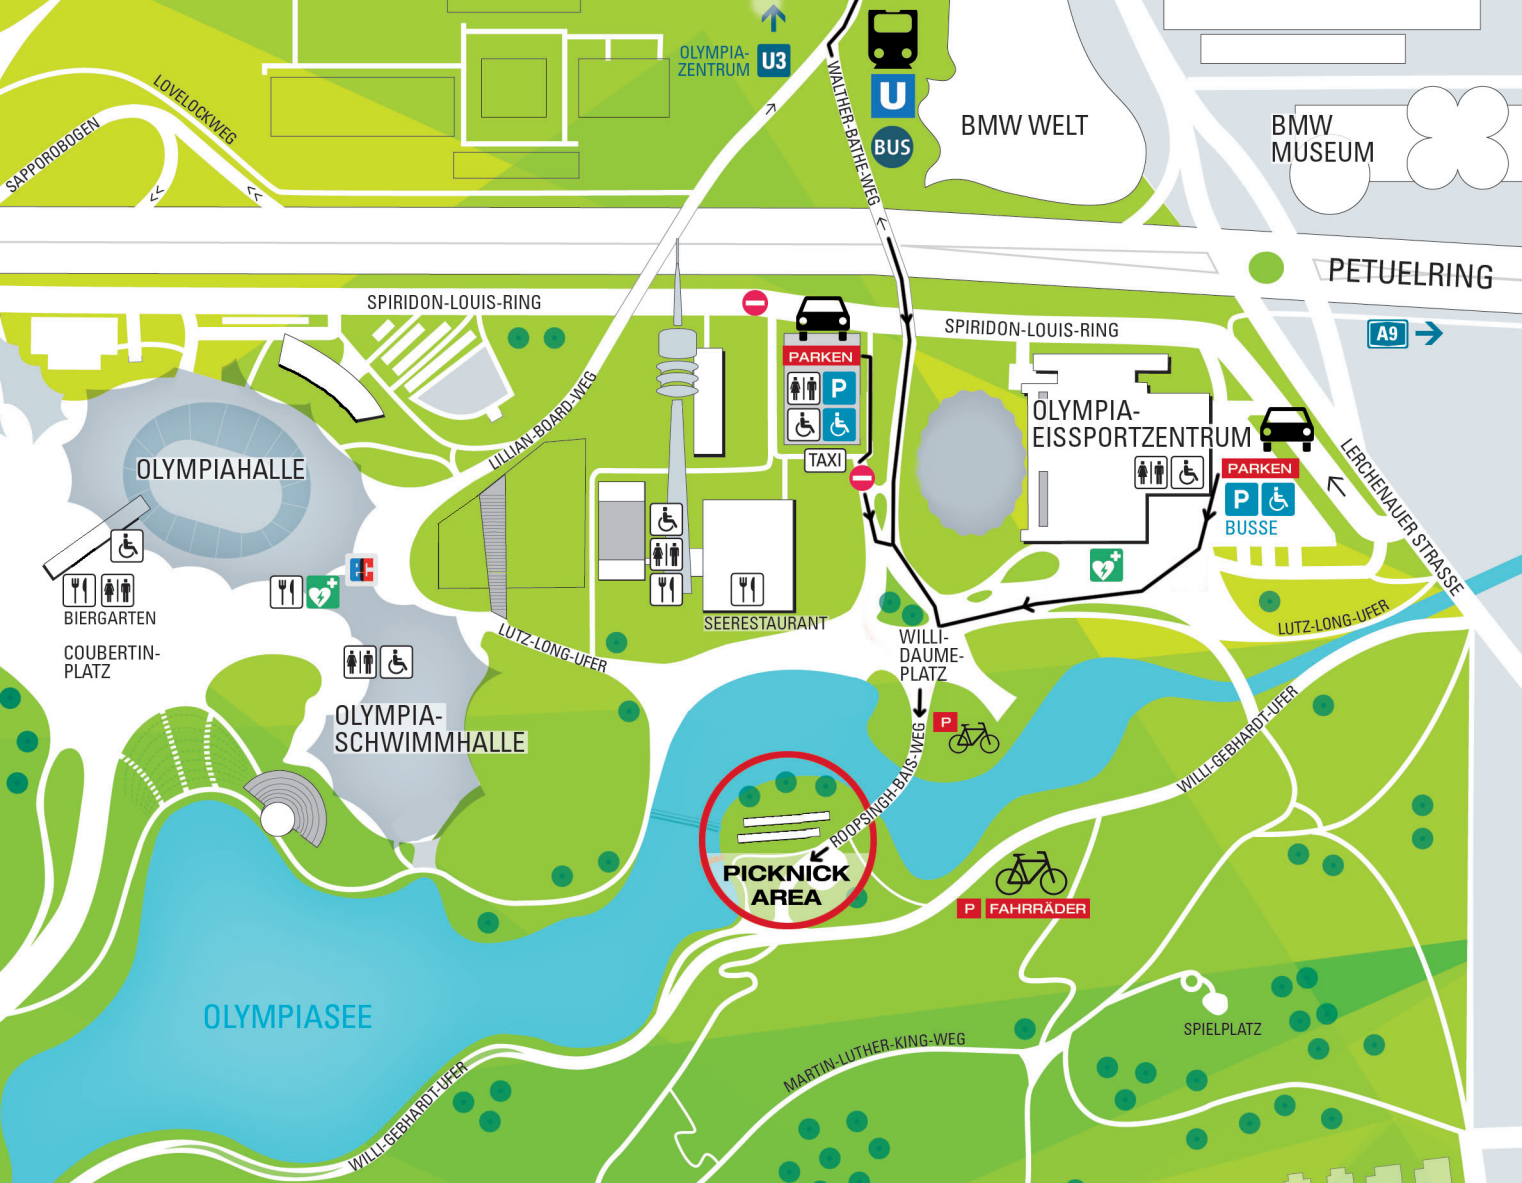 OLYMPIA-
ZENTRUM
U3
U
BUS
WALTHER-BATHE-WEG
BMW WELT
BMW
MUSEUM
LOVELOCKWEG
SAPPOROBOGEN
PETUELRING
A9
SPIRIDON-LOUIS-RING
SPIRIDON-LOUIS-RING
PARKEN
P
TAXI
LILLIAN-BOARD-WEG
OLYMPIA-
EISSPORTZENTRUM
PARKEN
P
BUSSE
LERCHENAUER STRASSE
OLYMPIAHALLE
EC
BIERGARTEN
COUBERTIN-
PLATZ
SEERESTAURANT
LUTZ-LONG-UFER
LUTZ-LONG-UFER
WILLI-
DAUME-
PLATZ
OLYMPIA-
SCHWIMMHALLE
P
ROOPSINGH-BAIS-WEG
WILLI-GEBHARDT-UFER
PICKNICK
AREA
P FAHRRÄDER
OLYMPIASEE
SPIELPLATZ
MARTIN-LUTHER-KING-WEG
WILLI-GEBHARDT-UFER